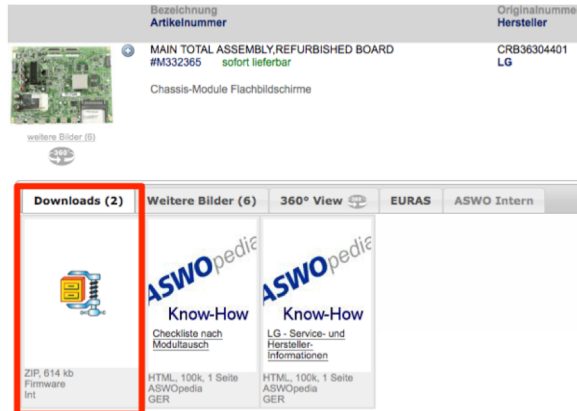 Bezeichnung
Artikelnummer
Originalnumme
Hersteller
MAIN TOTAL ASSEMBLY,REFURBISHED BOARD
#M332365 sofort lieferbar
CRB36304401
LG
Chassis-Module Flachbildschirme
weitere Bilder (6)
360°
Downloads (2)
Weitere Bilder (6)
360° View
EURAS
ASWO Intern
ZIP, 614 kb
Firmware
Int
ASWOpedia
Know-How
Checkliste nach
Modultausch
HTML, 100k, 1 Seite
ASWOpedia
GER
ASWOpedia
Know-How
LG - Service- und
Hersteller-
Informationen
HTML, 100k, 1 Seite
ASWOpedia
GER